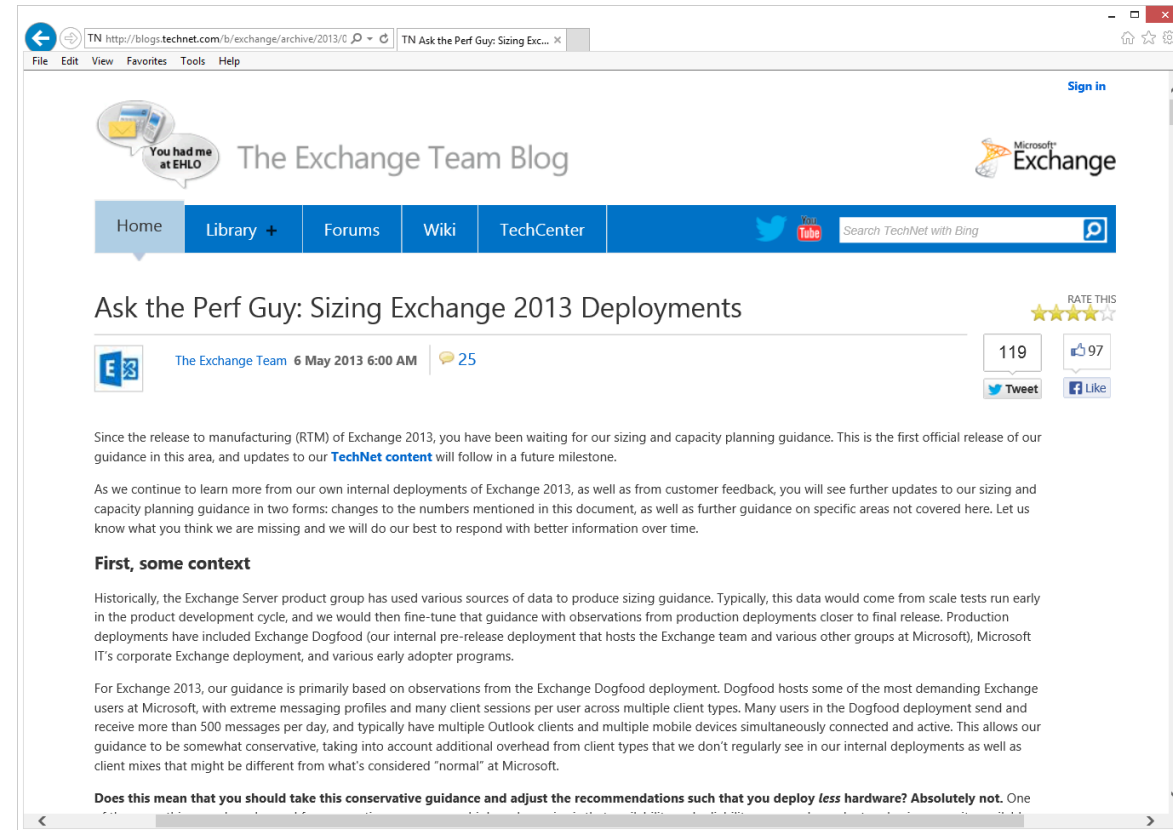 TN http://blogs.technet.com/b/exchange/archive/2013/0
TN Ask the Perf Guy: Sizing Exc...
File Edit View Favorites Tools Help
Sign in
You had me
at EHLO
The Exchange Team Blog
Microsoft
Exchange
Home Library + Forums Wiki TechCenter
You
Tube
Search TechNet with Bing
Ask the Perf Guy: Sizing Exchange 2013 Deployments
RATE THIS
The Exchange Team 6 May 2013 6:00 AM 25
119
97
Tweet
Like
Since the release to manufacturing (RTM) of Exchange 2013, you have been waiting for our sizing and capacity planning guidance. This is the first official release of our
guidance in this area, and updates to our TechNet content will follow in a future milestone.
As we continue to learn more from our own internal deployments of Exchange 2013, as well as from customer feedback, you will see further updates to our sizing and
capacity planning guidance in two forms: changes to the numbers mentioned in this document, as well as further guidance on specific areas not covered here. Let us
know what you think we are missing and we will do our best to respond with better information over time.
First, some context
Historically, the Exchange Server product group has used various sources of data to produce sizing guidance. Typically, this data would come from scale tests run early
in the product development cycle, and we would then fine-tune that guidance with observations from production deployments closer to final release. Production
deployments have included Exchange Dogfood (our internal pre-release deployment that hosts the Exchange team and various other groups at Microsoft), Microsoft
IT's corporate Exchange deployment, and various early adopter programs.
For Exchange 2013, our guidance is primarily based on observations from the Exchange Dogfood deployment. Dogfood hosts some of the most demanding Exchange
users at Microsoft, with extreme messaging profiles and many client sessions per user across multiple client types. Many users in the Dogfood deployment send and
receive more than 500 messages per day, and typically have multiple Outlook clients and multiple mobile devices simultaneously connected and active. This allows our
guidance to be somewhat conservative, taking into account additional overhead from client types that we don't regularly see in our internal deployments as well as
client mixes that might be different from what's considered "normal" at Microsoft.
Does this mean that you should take this conservative guidance and adjust the recommendations such that you deploy less hardware? Absolutely not. One